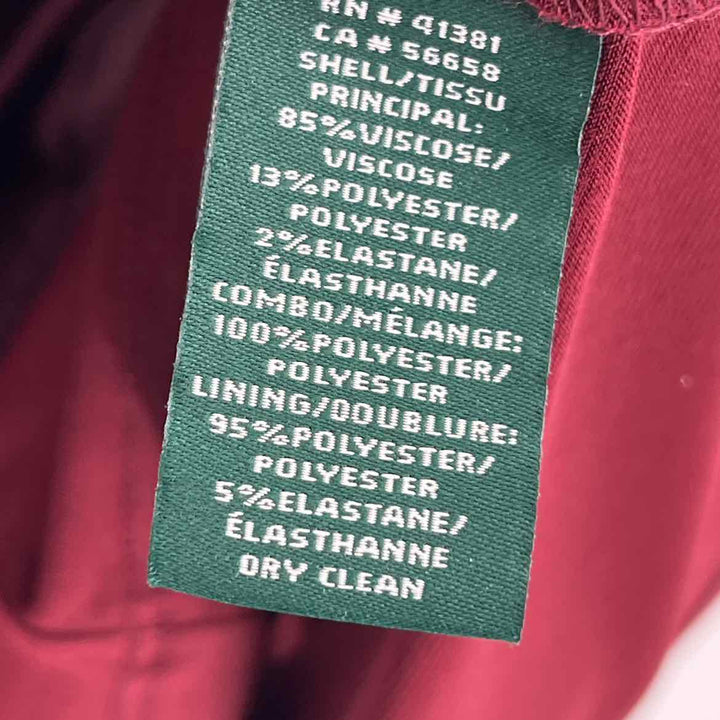 RN # 41381
CA # 56658
SHELL/TISSU
PRINCIPAL:
85%VISCOSE/
VISCOSE
13%POLYESTER/
POLYESTER
2%ELASTANE/
ÉLASTHANNE
COMBO/MÉLANGE:
100%POLYESTER/
POLYESTER
LINING/DOUBLURE:
95%POLYESTER/
POLYESTER
5%ELASTANE/
ÉLASTHANNE
DRY CLEAN